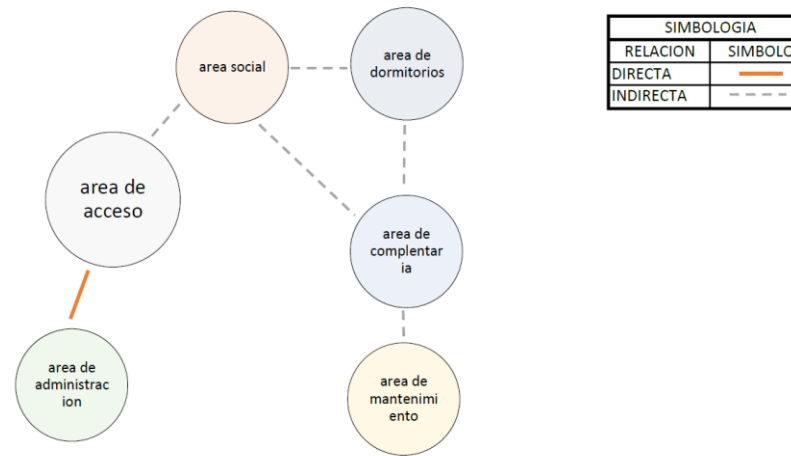 area social
area de
dormitorios
SIMBOLOGIA
RELACION SIMBOLO
DIRECTA
INDIRECTA
area de
acceso
area de
complentar
ia
area de
administrac
ion
area de
mantenimi
ento